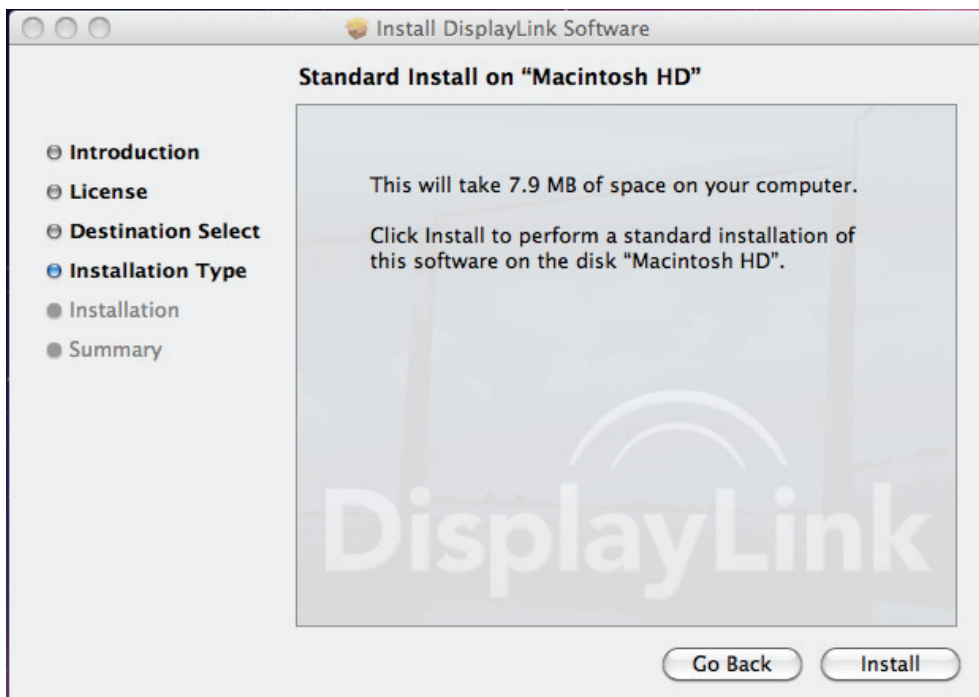 Install DisplayLink Software
Standard Install on “Macintosh HD”
Introduction
License
Destination Select
Installation Type
Installation
Summary
This will take 7.9 MB of space on your computer.
Click Install to perform a standard installation of
this software on the disk “Macintosh HD”.
DisplayLink
Go Back
Install